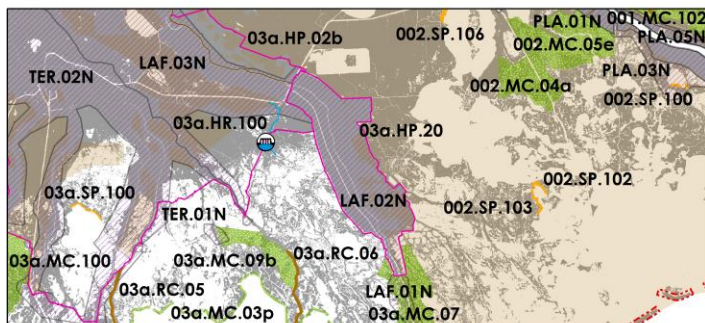 03a.HP.02b
002.SP.106
PLA.01N
001.MC.102
002.MC.05e
PLA.05N
LAF.03N
TER.02N
PLA.03N
002.MC.04a
002.SP.100
03a.HR.100
03a.HP.20
002.SP.102
03a.SP.100
LAF.02N
002.SP.103
TER.01N
03a.MC.100
03a.MC.09b
03a.RC.06
03a.RC.05
LAF.01N
03a.MC.03p
03a.MC.07